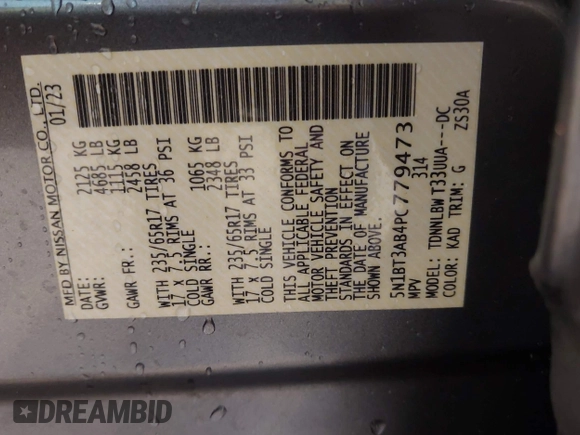 MFD BY NISSAN MOTOR CO., LTD.
DATE: 01/23
GVWR: 2125 KG
4685 LB
GAWR FR.: 1115 KG
2458 LB
WITH 235/65R17 TIRES
17 X 7.5 RIMS AT 36 PSI
COLD SINGLE
GAWR RR.: 1065 KG
2348 LB
WITH 235/65R17 TIRES
17 X 7.5 RIMS AT 33 PSI
COLD SINGLE
THIS VEHICLE CONFORMS TO
ALL APPLICABLE FEDERAL
MOTOR VEHICLE SAFETY AND
THEFT PREVENTION
STANDARDS IN EFFECT ON
THE DATE OF MANUFACTURE
SHOWN ABOVE.
5N1BT3AB4PC779473
MPV 314
MODEL: TDNNLBW T33UUA---DC
COLOR: KAD TRIM: G ZS30A
DREAMBID